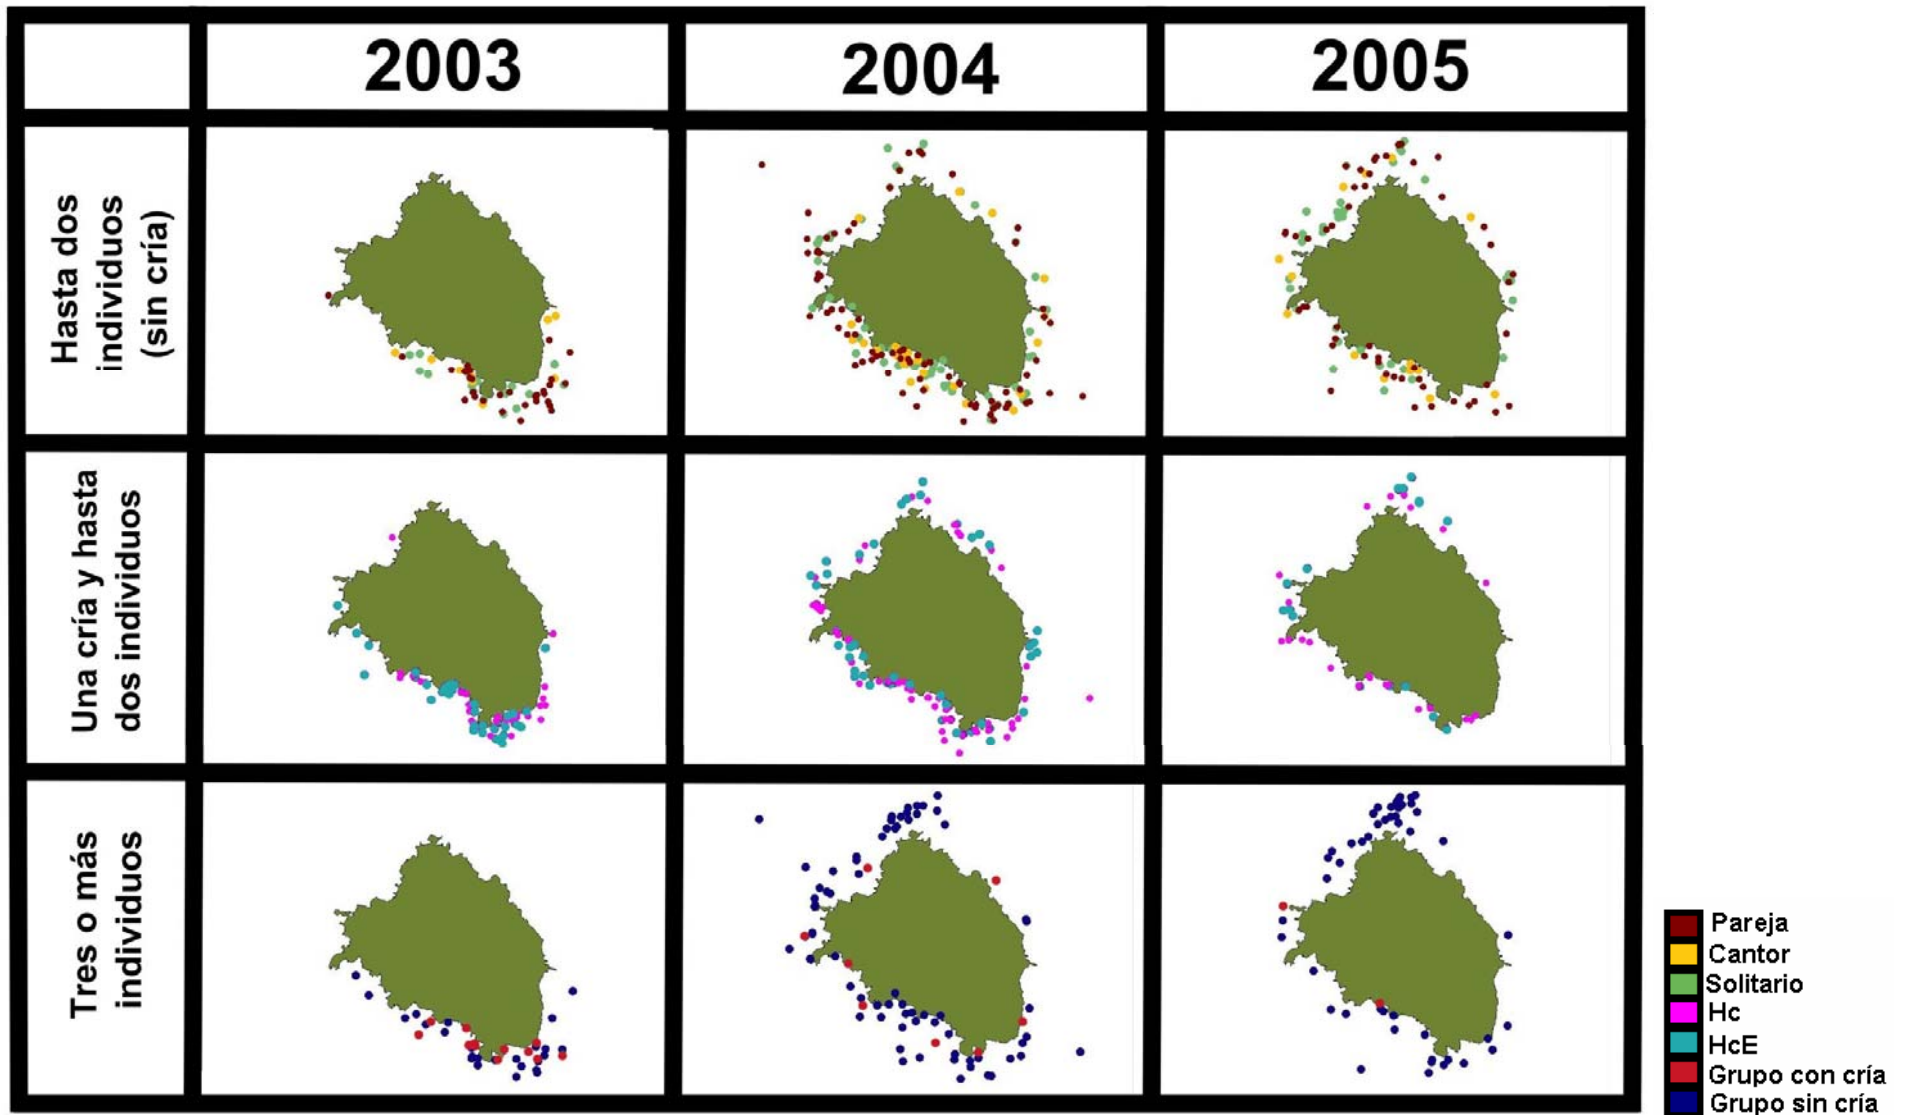 2003
2004
2005
Hasta dos
individuos
(sin cría)
Una cría y hasta
dos individuos
Tres o más
individuos
Pareja
Cantor
Solitario
Hc
HcE
Grupo con cría
Grupo sin cría